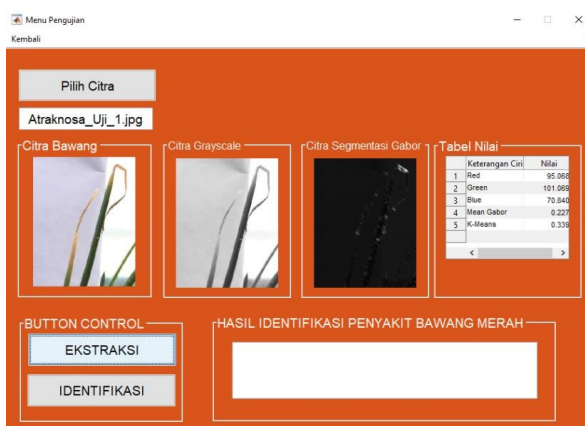 Menu Pengujian
Kembali
Pilih Citra
Atraknosa_Uji_1.jpg
Citra Bawang
Citra Grayscale
Citra Segmentasi Gabor
Tabel Nilai
Keterangan Ciri Nilai
1 Red 95.068
2 Green 101.069
3 Blue 70.840
4 Mean Gabor 0.227
5 K-Means 0.339
BUTTON CONTROL
EKSTRAKSI
IDENTIFIKASI
HASIL IDENTIFIKASI PENYAKIT BAWANG MERAH